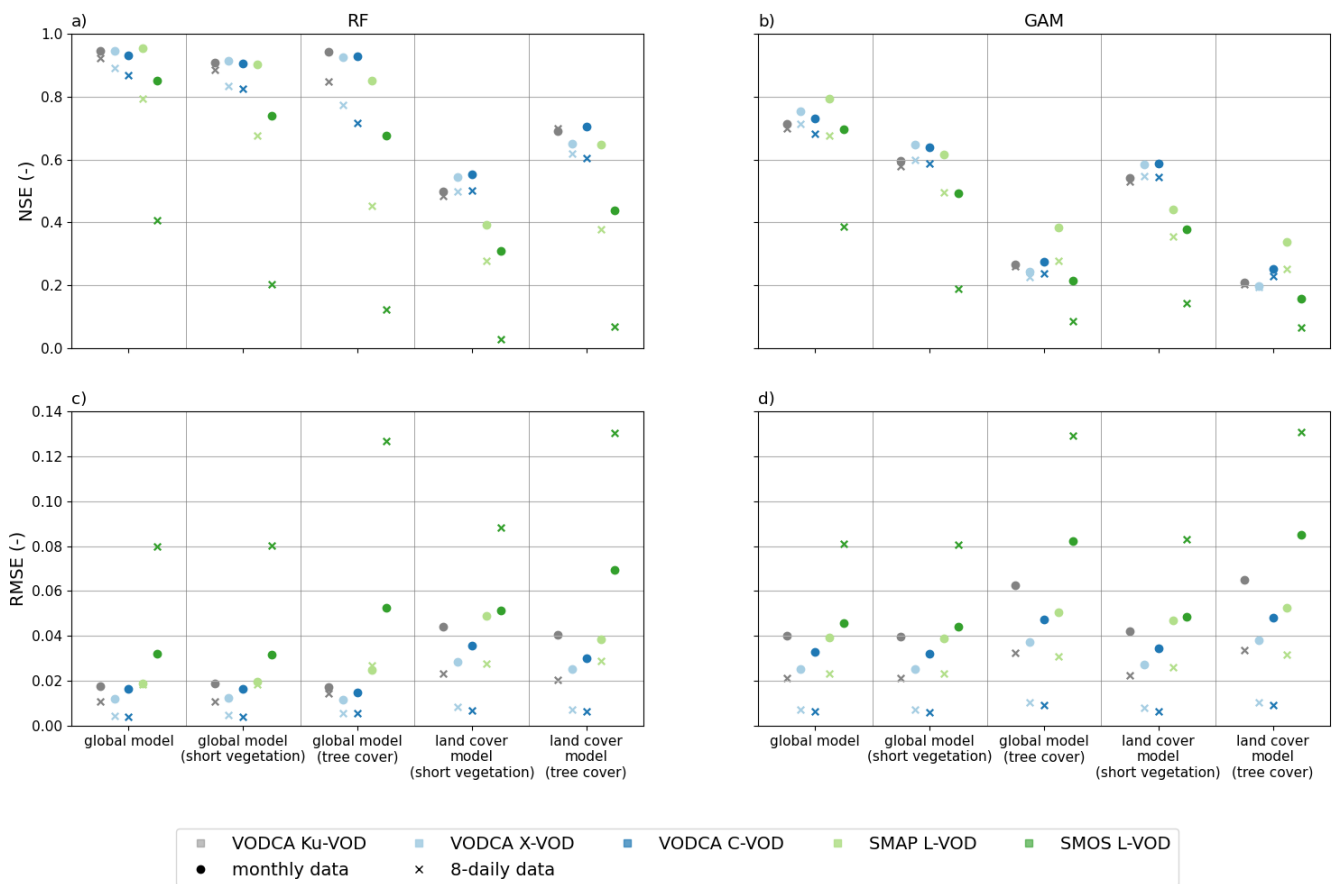 a)
RF
b)
GAM
1.0
0.8
0.6
0.4
0.2
0.0
NSE (-)
c)
d)
0.14
0.12
0.10
0.08
0.06
0.04
0.02
0.00
RMSE (-)
global model
global model
(short vegetation)
global model
(tree cover)
land cover
model
(short vegetation)
land cover
model
(tree cover)
global model
global model
(short vegetation)
global model
(tree cover)
land cover
model
(short vegetation)
land cover
model
(tree cover)
VODCA Ku-VOD VODCA X-VOD VODCA C-VOD SMAP L-VOD SMOS L-VOD
monthly data 8-daily data